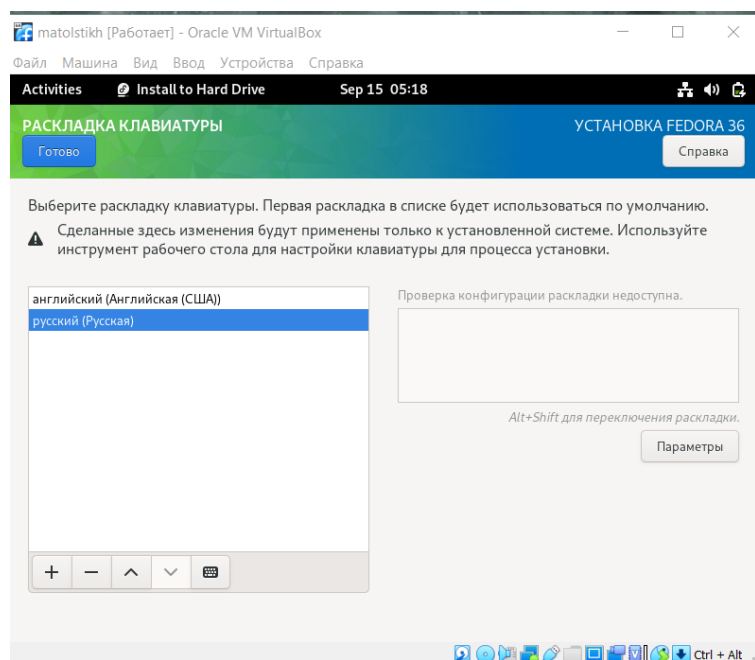 matolstikh [Работает] - Oracle VM VirtualBox
Файл Машина Вид Ввод Устройства Справка
Activities Install to Hard Drive Sep 15 05:18
РАСКЛАДКА КЛАВИАТУРЫ УСТАНОВКА FEDORA 36
Готово Справка
Выберите раскладку клавиатуры. Первая раскладка в списке будет использоваться по умолчанию.
Сделанные здесь изменения будут применены только к установленной системе. Используйте
инструмент рабочего стола для настройки клавиатуры для процесса установки.
английский (Английская (США))
русский (Русская)
Проверка конфигурации раскладки недоступна.
Alt+Shift для переключения раскладки.
Параметры
Ctrl + Alt